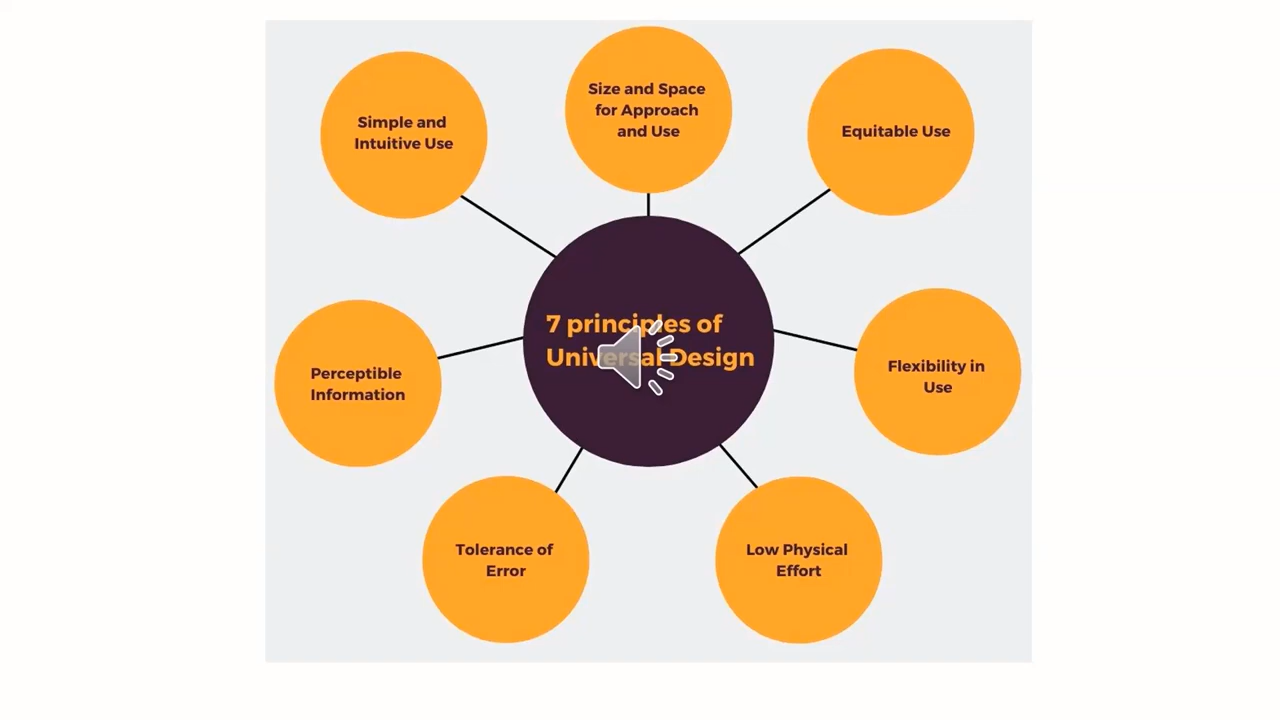 Simple and
Intuitive Use
Size and Space
for Approach
and Use
Equitable Use
7 principles of
Universal Design
Perceptible
Information
Flexibility in
Use
Tolerance of
Error
Low Physical
Effort